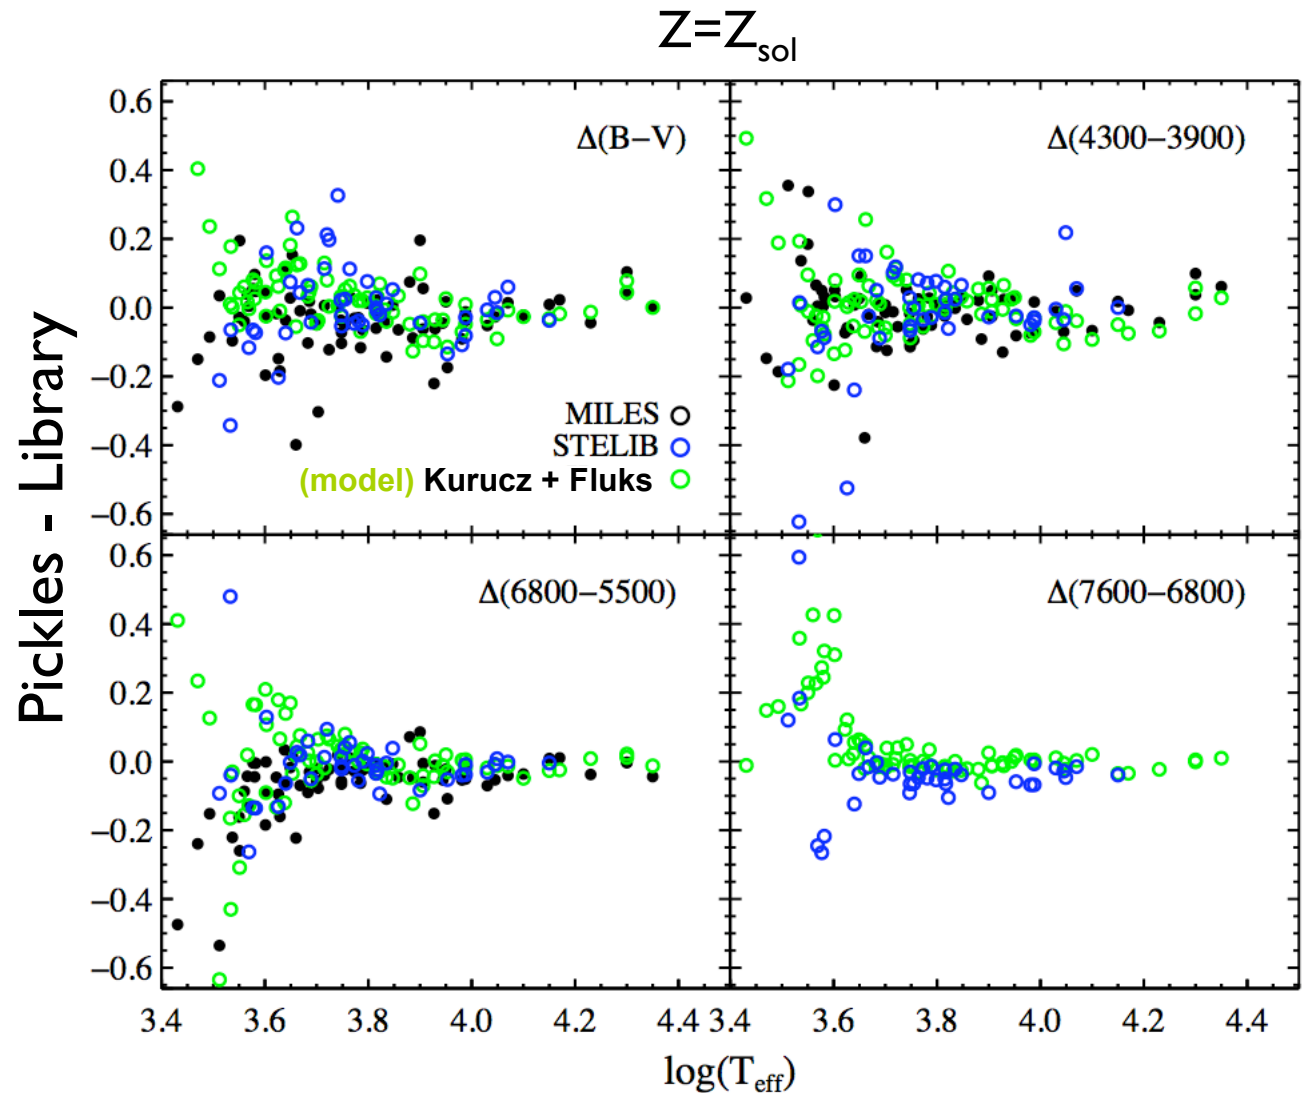 Z=Zsol
Pickles - Library
0.6
0.4
0.2
0.0
−0.2
−0.4
−0.6
Δ(B−V)
MILES
STELIB
(model) Kurucz + Fluks
Δ(4300−3900)
0.6
0.4
0.2
0.0
−0.2
−0.4
−0.6
Δ(6800−5500)
Δ(7600−6800)
3.4 3.6 3.8 4.0 4.2 4.4 3.4 3.6 3.8 4.0 4.2 4.4
log(Teff)